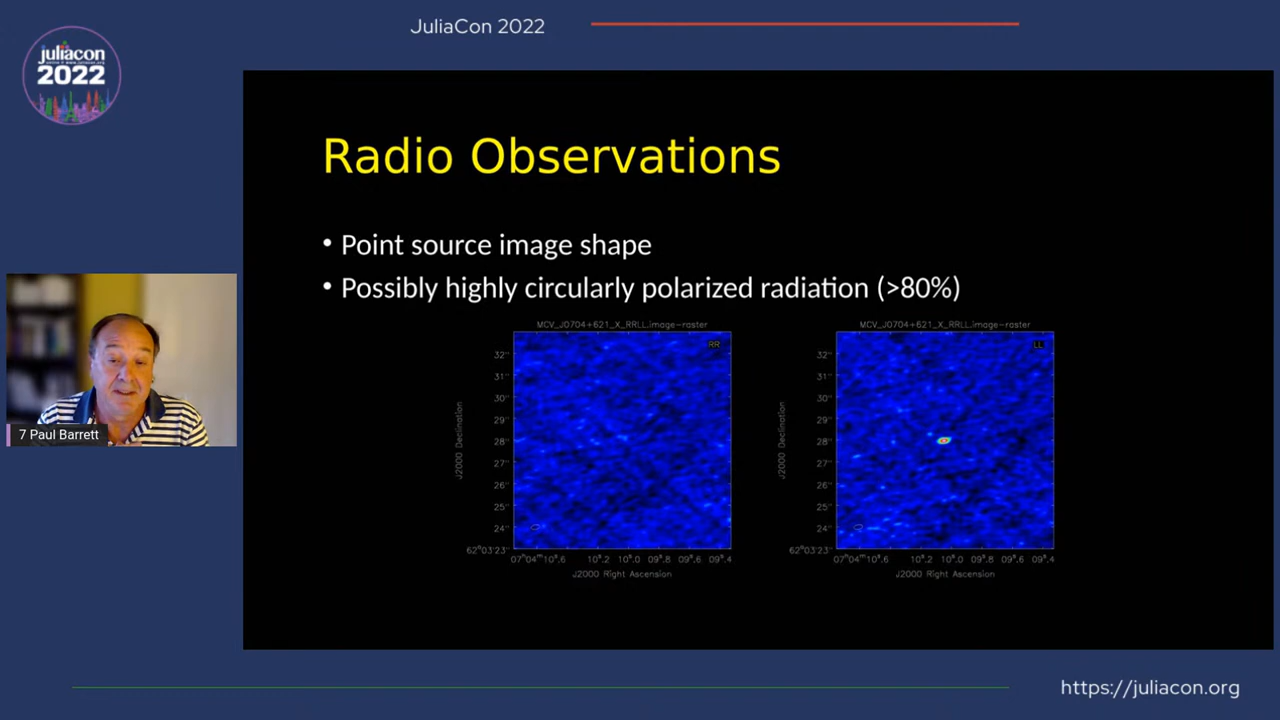 JuliaCon 2022
juliacon
2022
Radio Observations
• Point source image shape
• Possibly highly circularly polarized radiation (>80%)
MCV_J0704+621_X_RRLL.image-raster
RR
32"
31"
30"
29"
28"
27"
26"
25"
24"
62°03'23"
J2000 Declination
07ʰ04ᵐ10ˢ.6 10ˢ.2 10ˢ.0 09ˢ.8 09ˢ.6 09ˢ.4
J2000 Right Ascension
MCV_J0704+621_X_RRLL.image-raster
LL
32"
31"
30"
29"
28"
27"
26"
25"
24"
62°03'23"
J2000 Declination
07ʰ04ᵐ10ˢ.6 10ˢ.2 10ˢ.0 09ˢ.8 09ˢ.6 09ˢ.4
J2000 Right Ascension
7 Paul Barrett
https://juliacon.org